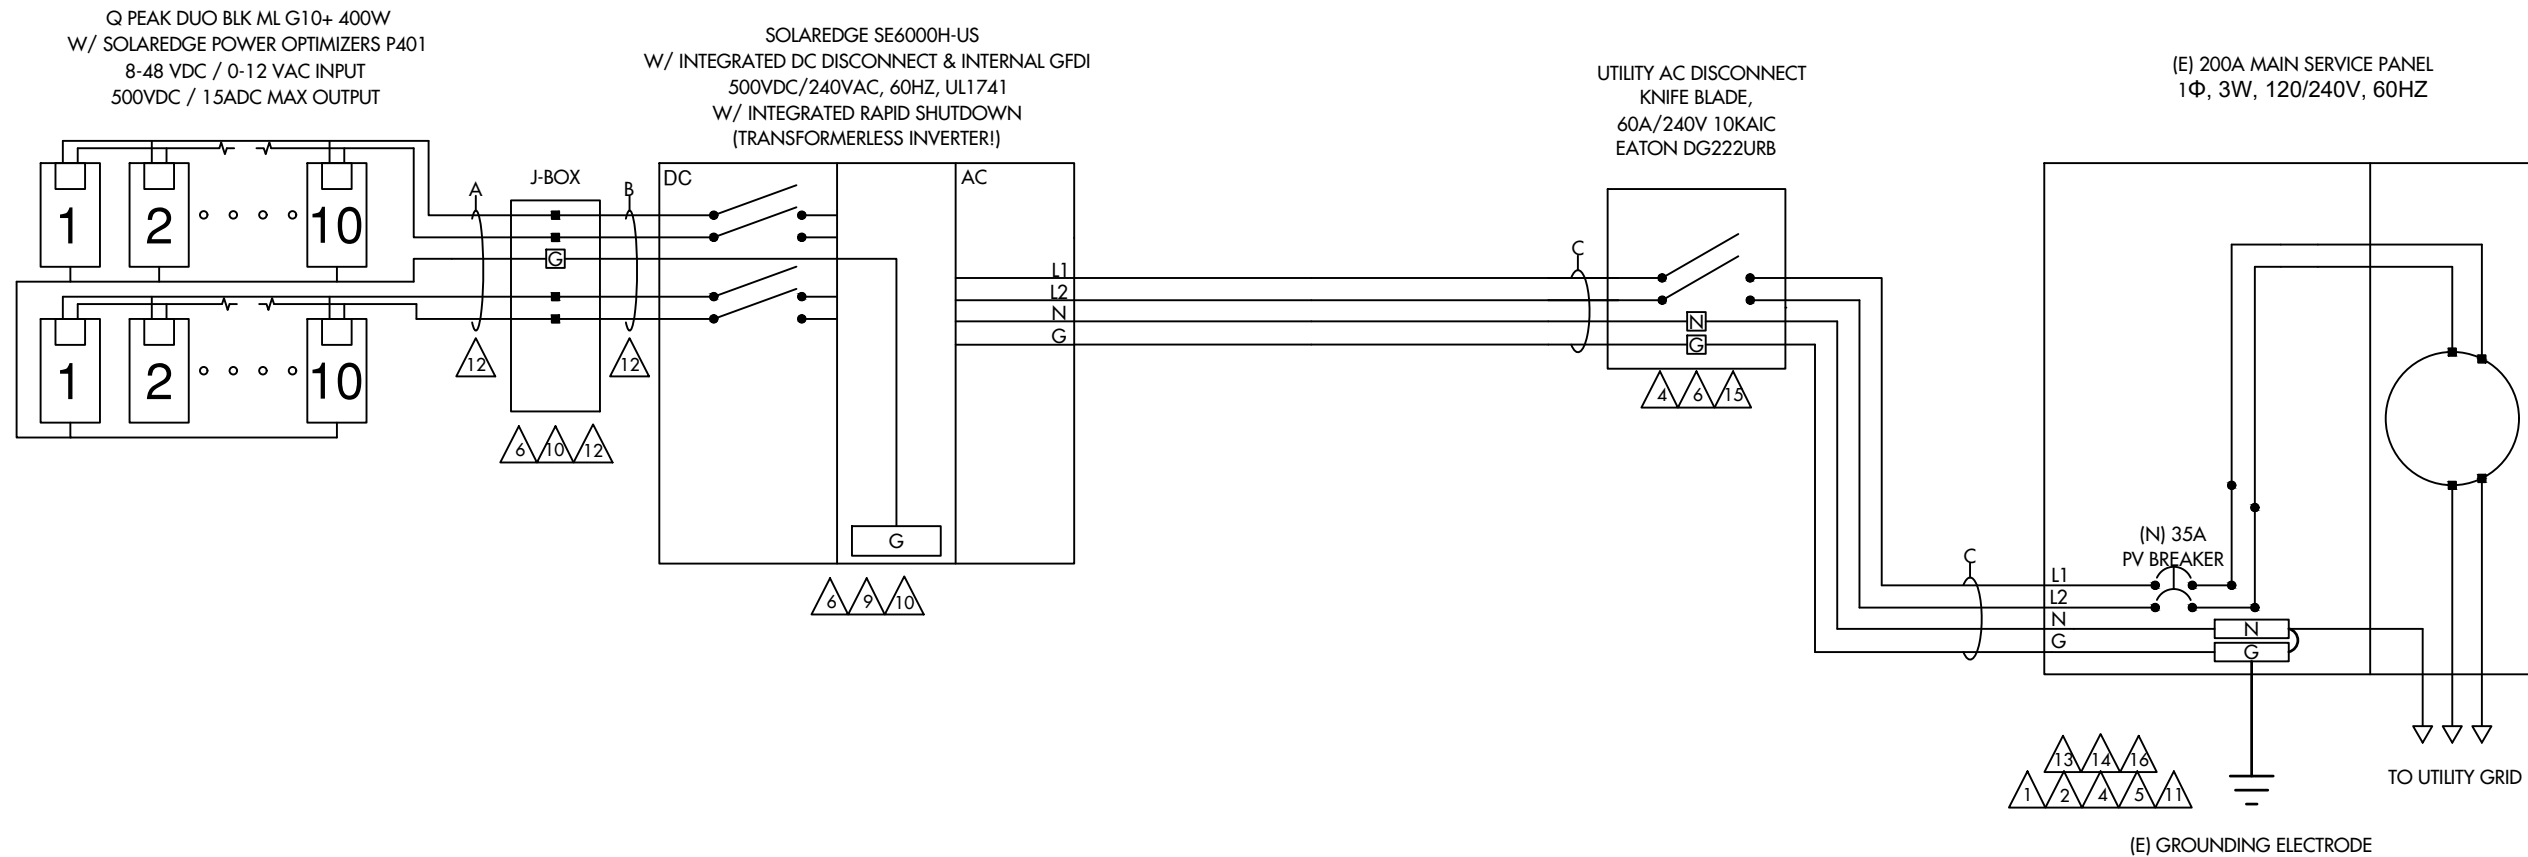 Q PEAK DUO BLK ML G10+ 400W
W/ SOLAREDGE POWER OPTIMIZERS P401
8-48 VDC / 0-12 VAC INPUT
500VDC / 15ADC MAX OUTPUT
SOLAREDGE SE6000H-US
W/ INTEGRATED DC DISCONNECT & INTERNAL GFDI
500VDC/240VAC, 60HZ, UL1741
W/ INTEGRATED RAPID SHUTDOWN
(TRANSFORMERLESS INVERTER!)
UTILITY AC DISCONNECT
KNIFE BLADE,
60A/240V 10KAIC
EATON DG222URB
(E) 200A MAIN SERVICE PANEL
1Φ, 3W, 120/240V, 60HZ
1 2 10
A
J-BOX
B
G
12
12
1 2 10
6 10 12
DC
AC
G
6 9 10
L1
L2
N
G
C
N
G
4 6 15
C
(N) 35A
PV BREAKER
L1
L2
N
G
N
G
13 14 16
1 2 4 5 11
TO UTILITY GRID
(E) GROUNDING ELECTRODE